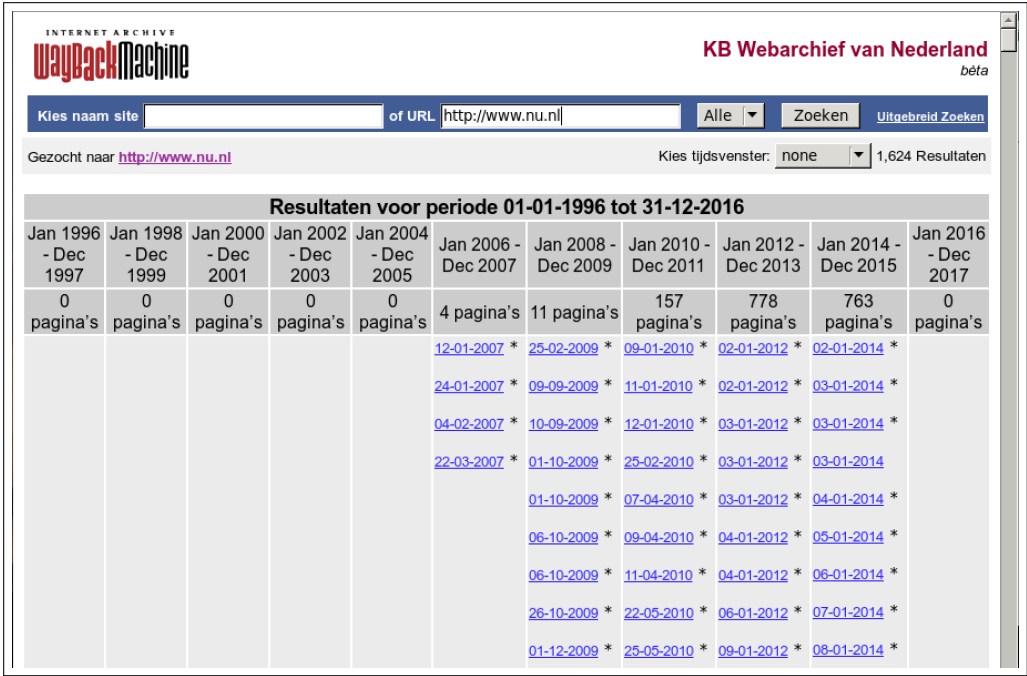 INTERNET ARCHIVE
WayBackMachine
KB Webarchief van Nederland
bèta
Kies naam site of URL http://www.nu.nl Alle Zoeken Uitgebreid Zoeken
Gezocht naar http://www.nu.nl Kies tijdsvenster: none 1,624 Resultaten
Resultaten voor periode 01-01-1996 tot 31-12-2016
Jan 1996 - Dec 1997 Jan 1998 - Dec 1999 Jan 2000 - Dec 2001 Jan 2002 - Dec 2003 Jan 2004 - Dec 2005 Jan 2006 - Dec 2007 Jan 2008 - Dec 2009 Jan 2010 - Dec 2011 Jan 2012 - Dec 2013 Jan 2014 - Dec 2015 Jan 2016 - Dec 2017
0 pagina's 0 pagina's 0 pagina's 0 pagina's 0 pagina's 4 pagina's 11 pagina's 157 pagina's 778 pagina's 763 pagina's 0 pagina's
12-01-2007 * 25-02-2009 * 09-01-2010 * 02-01-2012 * 02-01-2014 *
24-01-2007 * 09-09-2009 * 11-01-2010 * 02-01-2012 * 03-01-2014 *
04-02-2007 * 10-09-2009 * 12-01-2010 * 03-01-2012 * 03-01-2014 *
22-03-2007 * 01-10-2009 * 25-02-2010 * 03-01-2012 * 03-01-2014
01-10-2009 * 07-04-2010 * 03-01-2012 * 04-01-2014 *
06-10-2009 * 09-04-2010 * 04-01-2012 * 05-01-2014 *
06-10-2009 * 11-04-2010 * 04-01-2012 * 06-01-2014 *
26-10-2009 * 22-05-2010 * 06-01-2012 * 07-01-2014 *
01-12-2009 * 25-05-2010 * 09-01-2012 * 08-01-2014 *